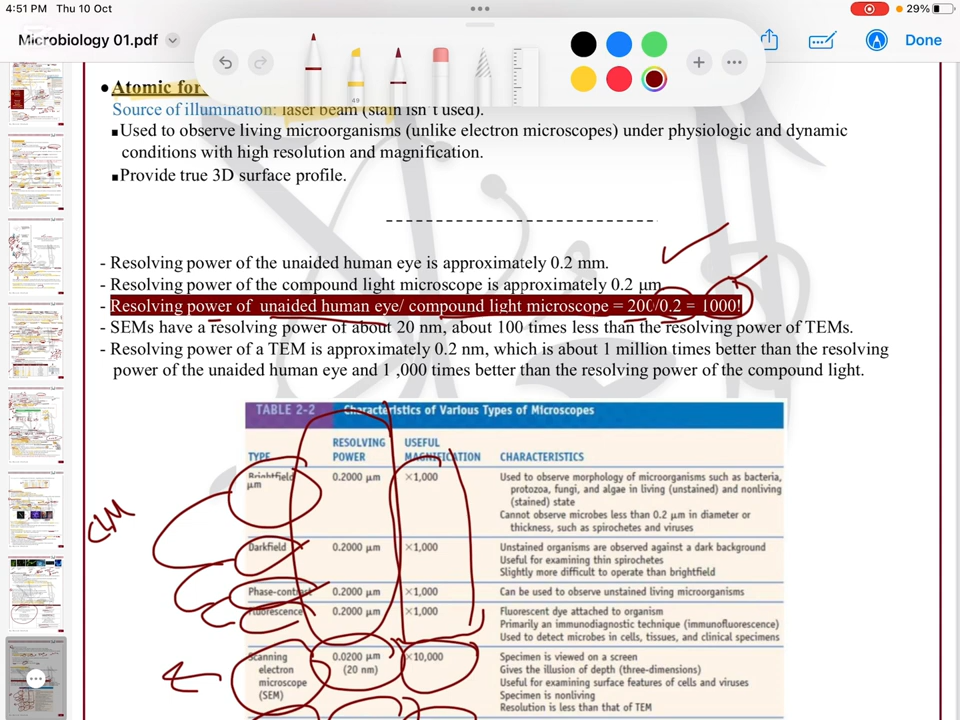 4:51 PM Thu 10 Oct
29%
Microbiology 01.pdf
Done
•Atomic for
Source of illumination: laser beam (stain isn't used).
▪Used to observe living microorganisms (unlike electron microscopes) under physiologic and dynamic
conditions with high resolution and magnification.
▪Provide true 3D surface profile.
- Resolving power of the unaided human eye is approximately 0.2 mm.
- Resolving power of the compound light microscope is approximately 0.2 µm
- Resolving power of unaided human eye/ compound light microscope = 200/0.2 = 1000!
- SEMs have a resolving power of about 20 nm, about 100 times less than the resolving power of TEMs.
- Resolving power of a TEM is approximately 0.2 nm, which is about 1 million times better than the resolving
power of the unaided human eye and 1 ,000 times better than the resolving power of the compound light.
TABLE 2-2 Characteristics of Various Types of Microscopes
TYPE RESOLVING POWER USEFUL MAGNIFICATION CHARACTERISTICS
Brightfield 0.2000 µm ×1,000 Used to observe morphology of microorganisms such as bacteria,
µm protozoa, fungi, and algae in living (unstained) and nonliving
(stained) state
Cannot observe microbes less than 0.2 µm in diameter or
thickness, such as spirochetes and viruses
CLM
Darkfield 0.2000 µm ×1,000 Unstained organisms are observed against a dark background
Useful for examining thin spirochetes
Slightly more difficult to operate than brightfield
Phase-contrast 0.2000 µm ×1,000 Can be used to observe unstained living microorganisms
Fluorescence 0.2000 µm ×1,000 Fluorescent dye attached to organism
Primarily an immunodiagnostic technique (immunofluorescence)
Used to detect microbes in cells, tissues, and clinical specimens
Scanning 0.0200 µm ×10,000 Specimen is viewed on a screen
electron (20 nm) Gives the illusion of depth (three-dimensions)
microscope Useful for examining surface features of cells and viruses
(SEM) Specimen is nonliving
Resolution is less than that of TEM